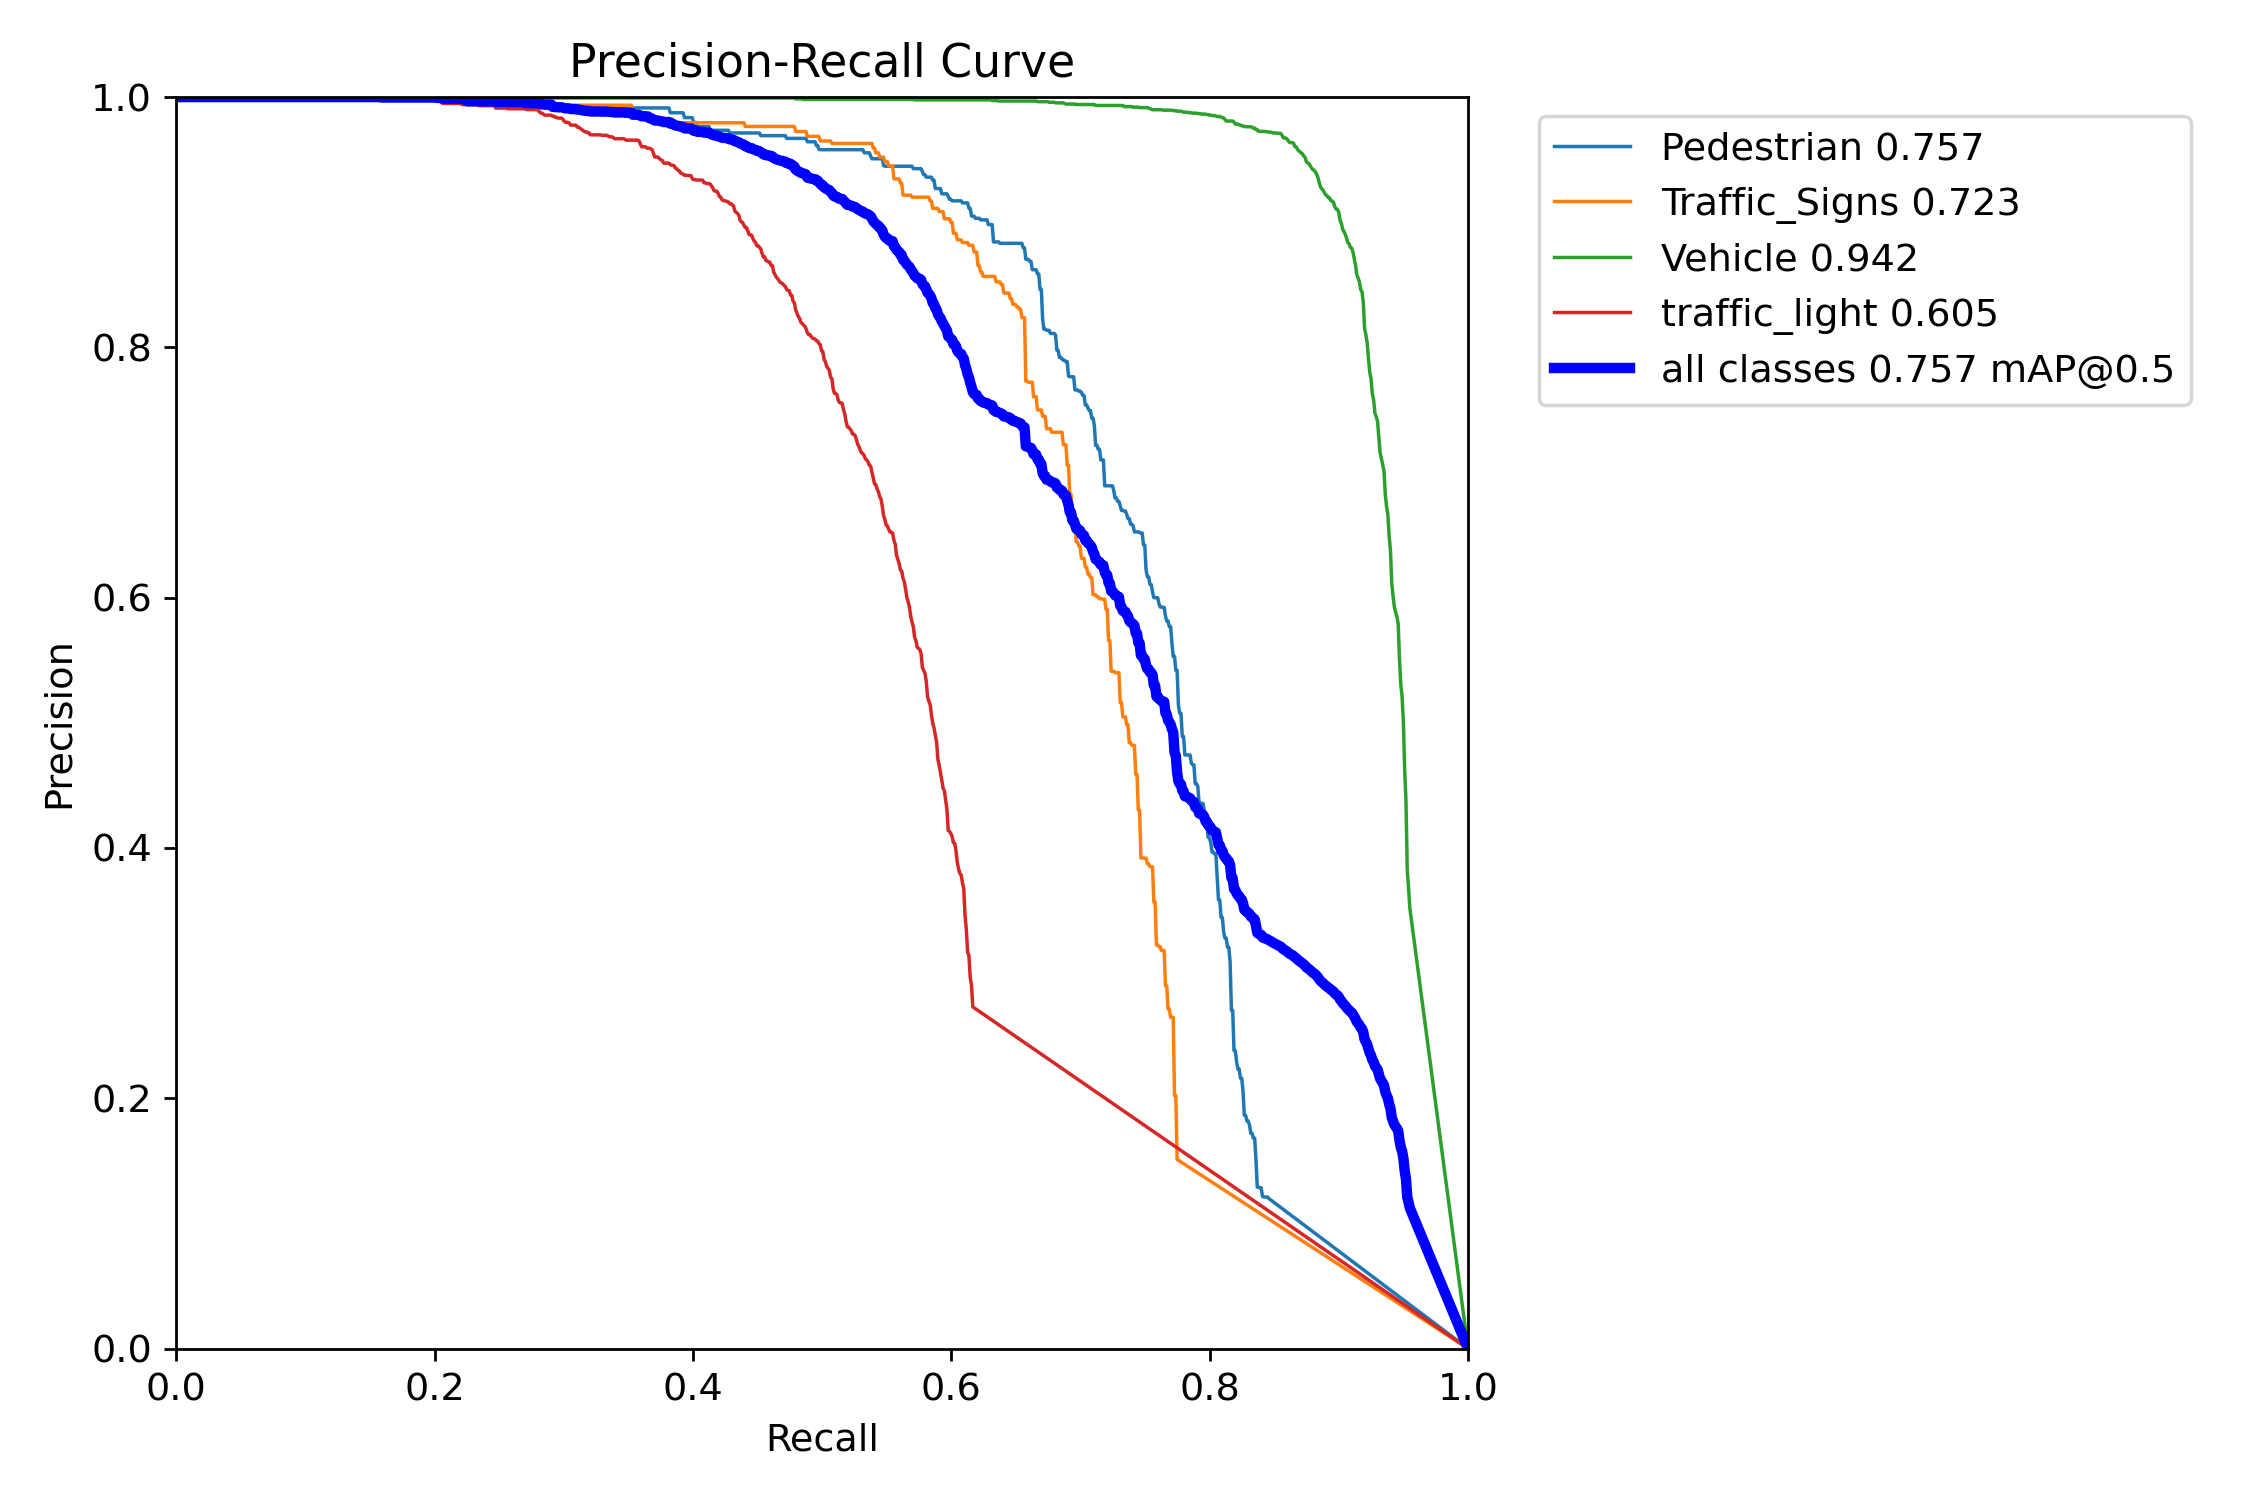 Precision-Recall Curve
1.0
0.8
0.6
0.4
0.2
0.0
Precision
0.0 0.2 0.4 0.6 0.8 1.0
Recall
Pedestrian 0.757
Traffic_Signs 0.723
Vehicle 0.942
traffic_light 0.605
all classes 0.757 mAP@0.5